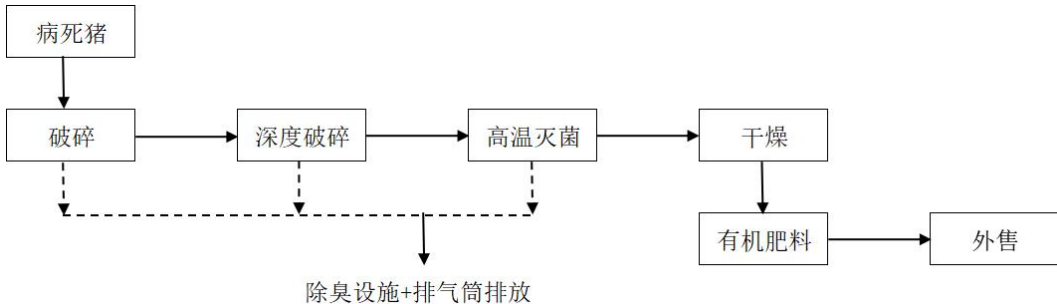 病死猪
破碎
深度破碎
高温灭菌
干燥
有机肥料
外售
除臭设施+排气筒排放